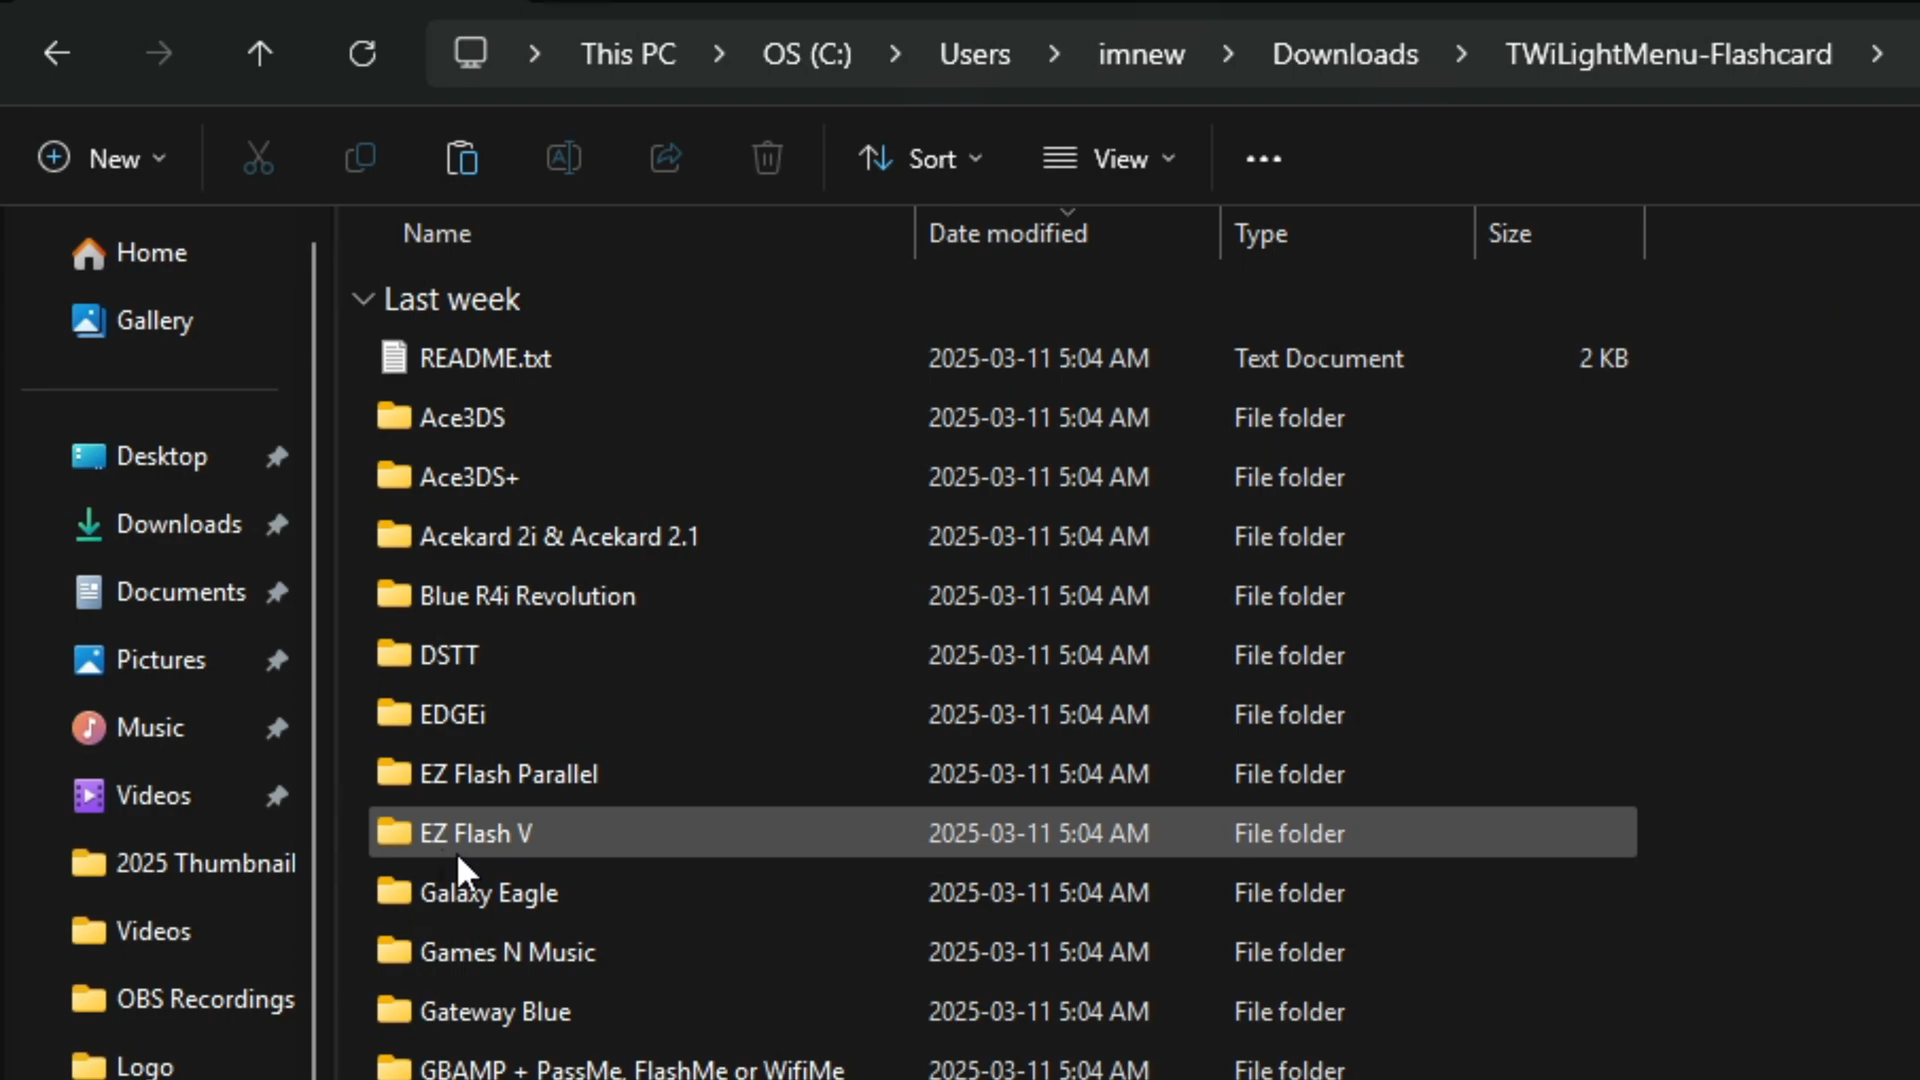 This PC > OS (C:) > Users > imnew > Downloads > TWiLightMenu-Flashcard >
New Sort View
Name Date modified Type Size
Home
Gallery
Desktop
Downloads
Documents
Pictures
Music
Videos
2025 Thumbnail
Videos
OBS Recordings
Logo
Last week
README.txt 2025-03-11 5:04 AM Text Document 2 KB
Ace3DS 2025-03-11 5:04 AM File folder
Ace3DS+ 2025-03-11 5:04 AM File folder
Acekard 2i & Acekard 2.1 2025-03-11 5:04 AM File folder
Blue R4i Revolution 2025-03-11 5:04 AM File folder
DSTT 2025-03-11 5:04 AM File folder
EDGEi 2025-03-11 5:04 AM File folder
EZ Flash Parallel 2025-03-11 5:04 AM File folder
EZ Flash V 2025-03-11 5:04 AM File folder
Galaxy Eagle 2025-03-11 5:04 AM File folder
Games N Music 2025-03-11 5:04 AM File folder
Gateway Blue 2025-03-11 5:04 AM File folder
GBAMP + PassMe, FlashMe or WifiMe 2025-03-11 5:04 AM File folder